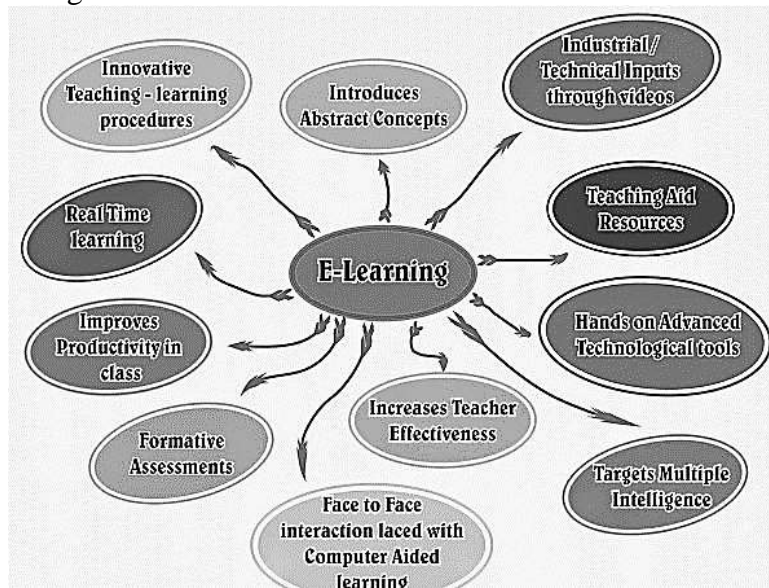 Innovative
Teaching - learning
procedures
Introduces
Abstract Concepts
Industrial /
Technical Inputs
through videos
Real Time
learning
Teaching Aid
Resources
E-Learning
Improves
Productivity in
class
Hands on Advanced
Technological tools
Increases Teacher
Effectiveness
Formative
Assessments
Targets Multiple
Intelligence
Face to Face
interaction laced with
Computer Aided
learning